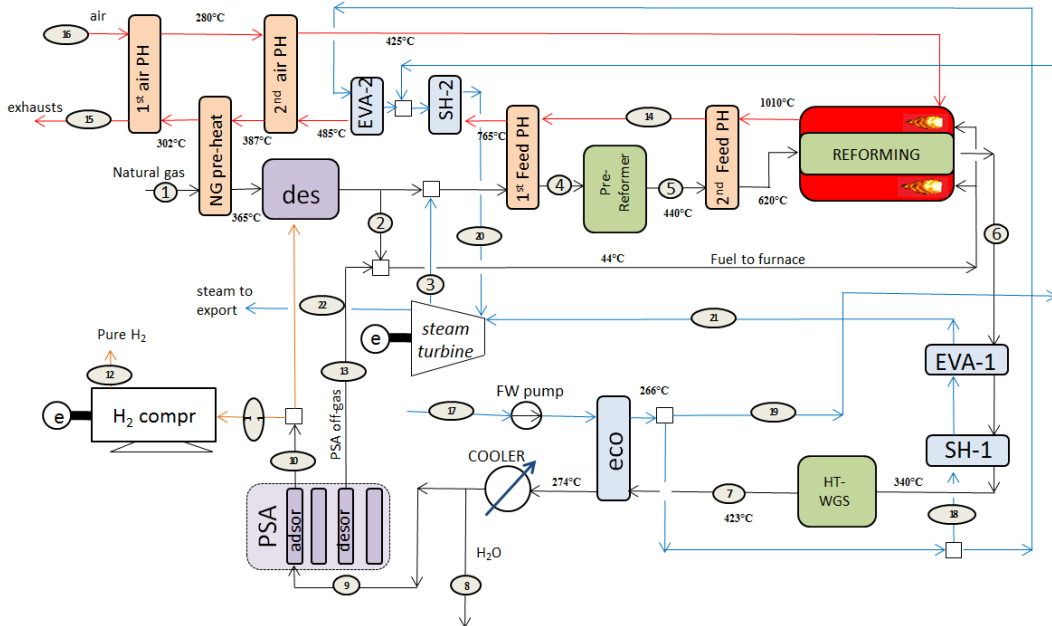 air
16
280°C
425°C
1st air PH
2nd air PH
EVA-2
SH-2
exhausts
15
302°C
387°C
485°C
765°C
14
1010°C
NG pre-heat
1st Feed PH
2nd Feed PH
REFORMING
Natural gas
1
365°C
des
4
Pre-
Reformer
5
440°C
620°C
2
20
6
44°C
Fuel to furnace
3
steam to
export
22
21
e
steam
turbine
EVA-1
Pure H2
12
13
PSA off-gas
FW pump
266°C
17
19
e
H2 compr
eco
SH-1
10
COOLER
274°C
7
423°C
HT-
WGS
340°C
18
PSA
adsor
desor
H2O
9
8